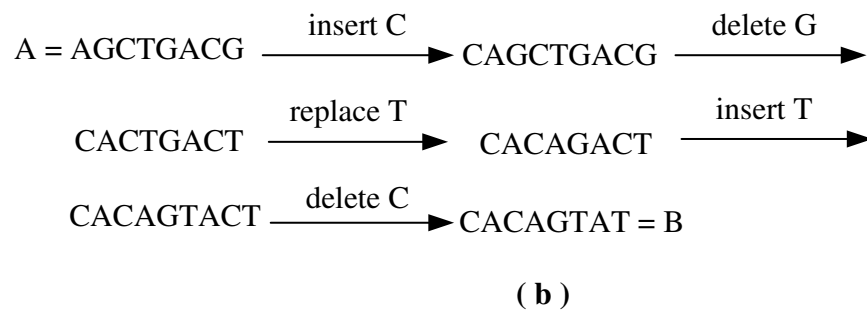 insert C delete G
A = AGCTGACG CAGCTGACG
replace T insert T
CACTGACT CACAGACT
delete C
CACAGTACT CACAGTAT = B
( b )